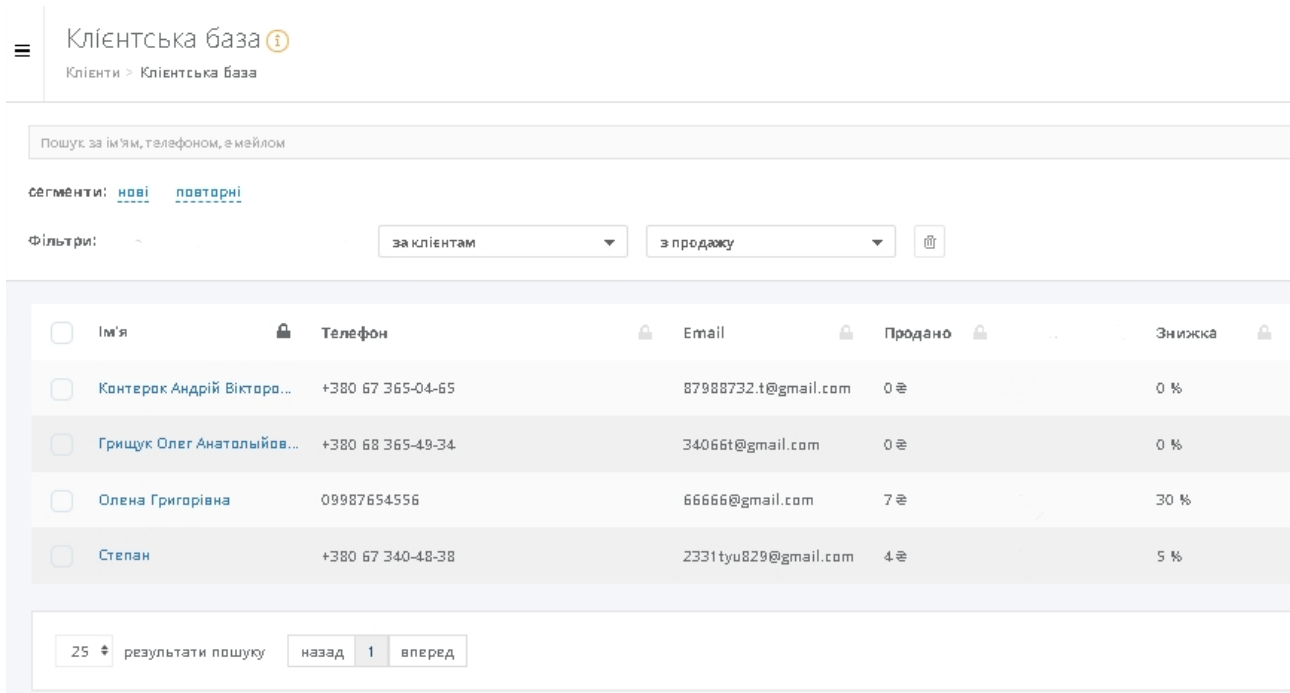 Клієнтська база
Клієнти > Клієнтська база
Пошук за ім'ям, телефоном, емейлом
сегменти: нові повторні
Фільтри: за клієнтам з продажу
Ім'я Телефон Email Продано Знижка
Контерок Андрій Вікторо... +380 67 365-04-65 87988732.t@gmail.com 0 ₴ 0 %
Грищук Олег Анатолыйов... +380 68 365-49-34 34066t@gmail.com 0 ₴ 0 %
Олена Григорівна 09987654556 66666@gmail.com 7 ₴ 30 %
Степан +380 67 340-48-38 2331tyu829@gmail.com 4 ₴ 5 %
25 результати пошуку назад 1 вперед